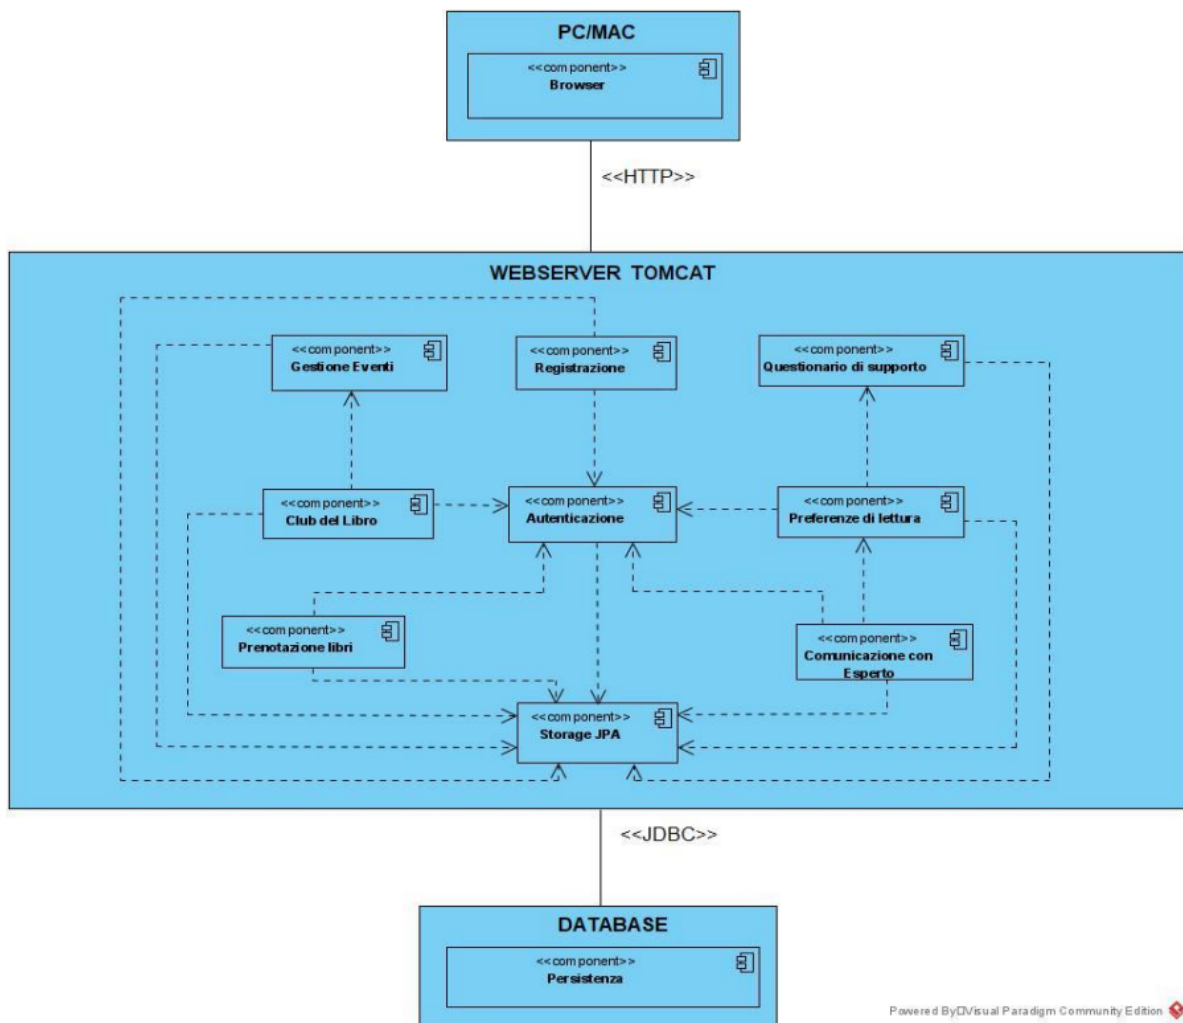 PC/MAC
<<component>>
Browser
<<HTTP>>
WEBSERVER TOMCAT
<<component>>
Gestione Eventi
<<component>>
Registrazione
<<component>>
Questionario di supporto
<<component>>
Club del Libro
<<component>>
Autenticazione
<<component>>
Preferenze di lettura
<<component>>
Prenotazione libri
<<component>>
Comunicazione con
Esperto
<<component>>
Storage JPA
<<JDBC>>
DATABASE
<<component>>
Persistenza
Powered By□Visual Paradigm Community Edition